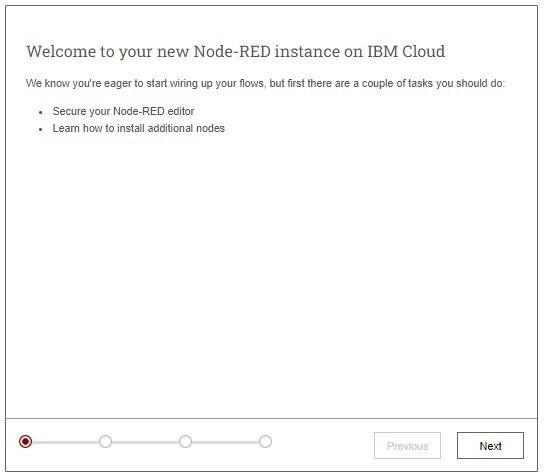 Welcome to your new Node-RED instance on IBM Cloud
We know you're eager to start wiring up your flows, but first there are a couple of tasks you should do:
• Secure your Node-RED editor
• Learn how to install additional nodes
Previous
Next